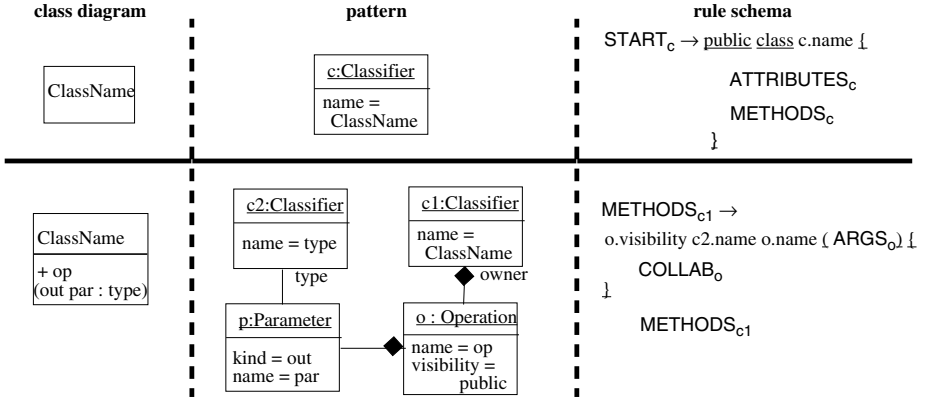 class diagram
pattern
rule schema
ClassName
c:Classifier
name =
ClassName
START_c → public class c.name {
ATTRIBUTES_c
METHODS_c
}
ClassName
+ op
(out par : type)
c2:Classifier
name = type
type
c1:Classifier
name =
ClassName
owner
p:Parameter
kind = out
name = par
o : Operation
name = op
visibility =
public
METHODS_c1 →
o.visibility c2.name o.name ( ARGS_o) {
COLLAB_o
}
METHODS_c1